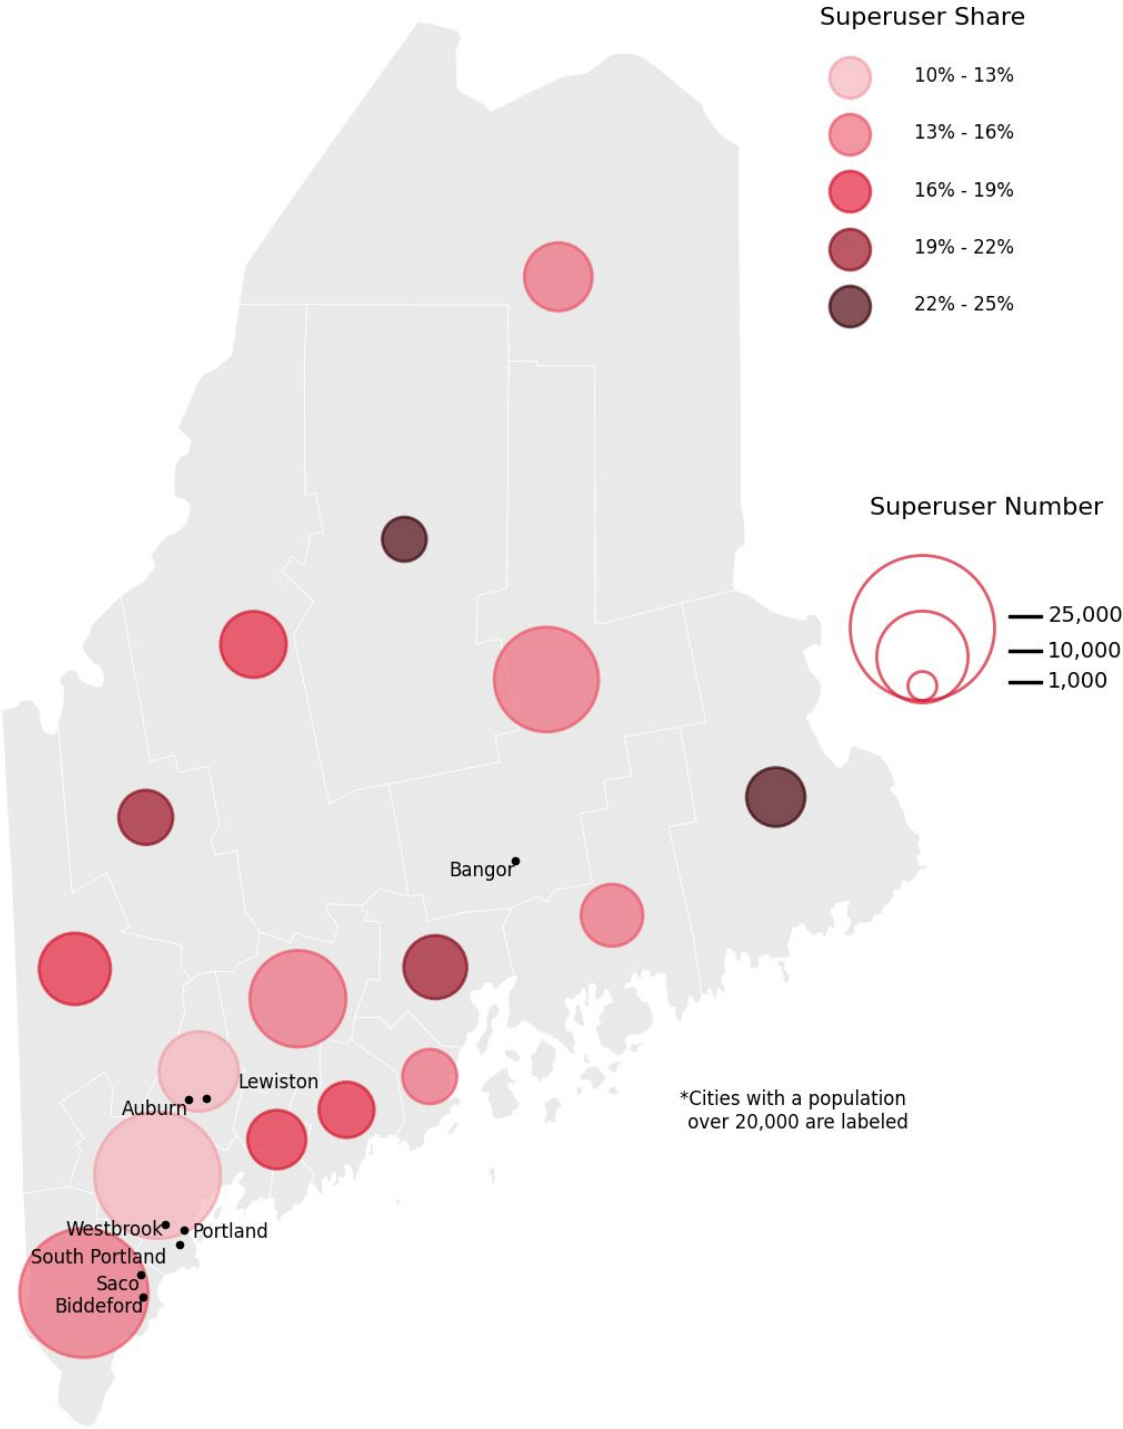 Superuser Share
10% - 13%
13% - 16%
16% - 19%
19% - 22%
22% - 25%
Superuser Number
25,000
10,000
1,000
Bangor
Lewiston
Auburn
*Cities with a population
over 20,000 are labeled
Westbrook
Portland
South Portland
Saco
Biddeford